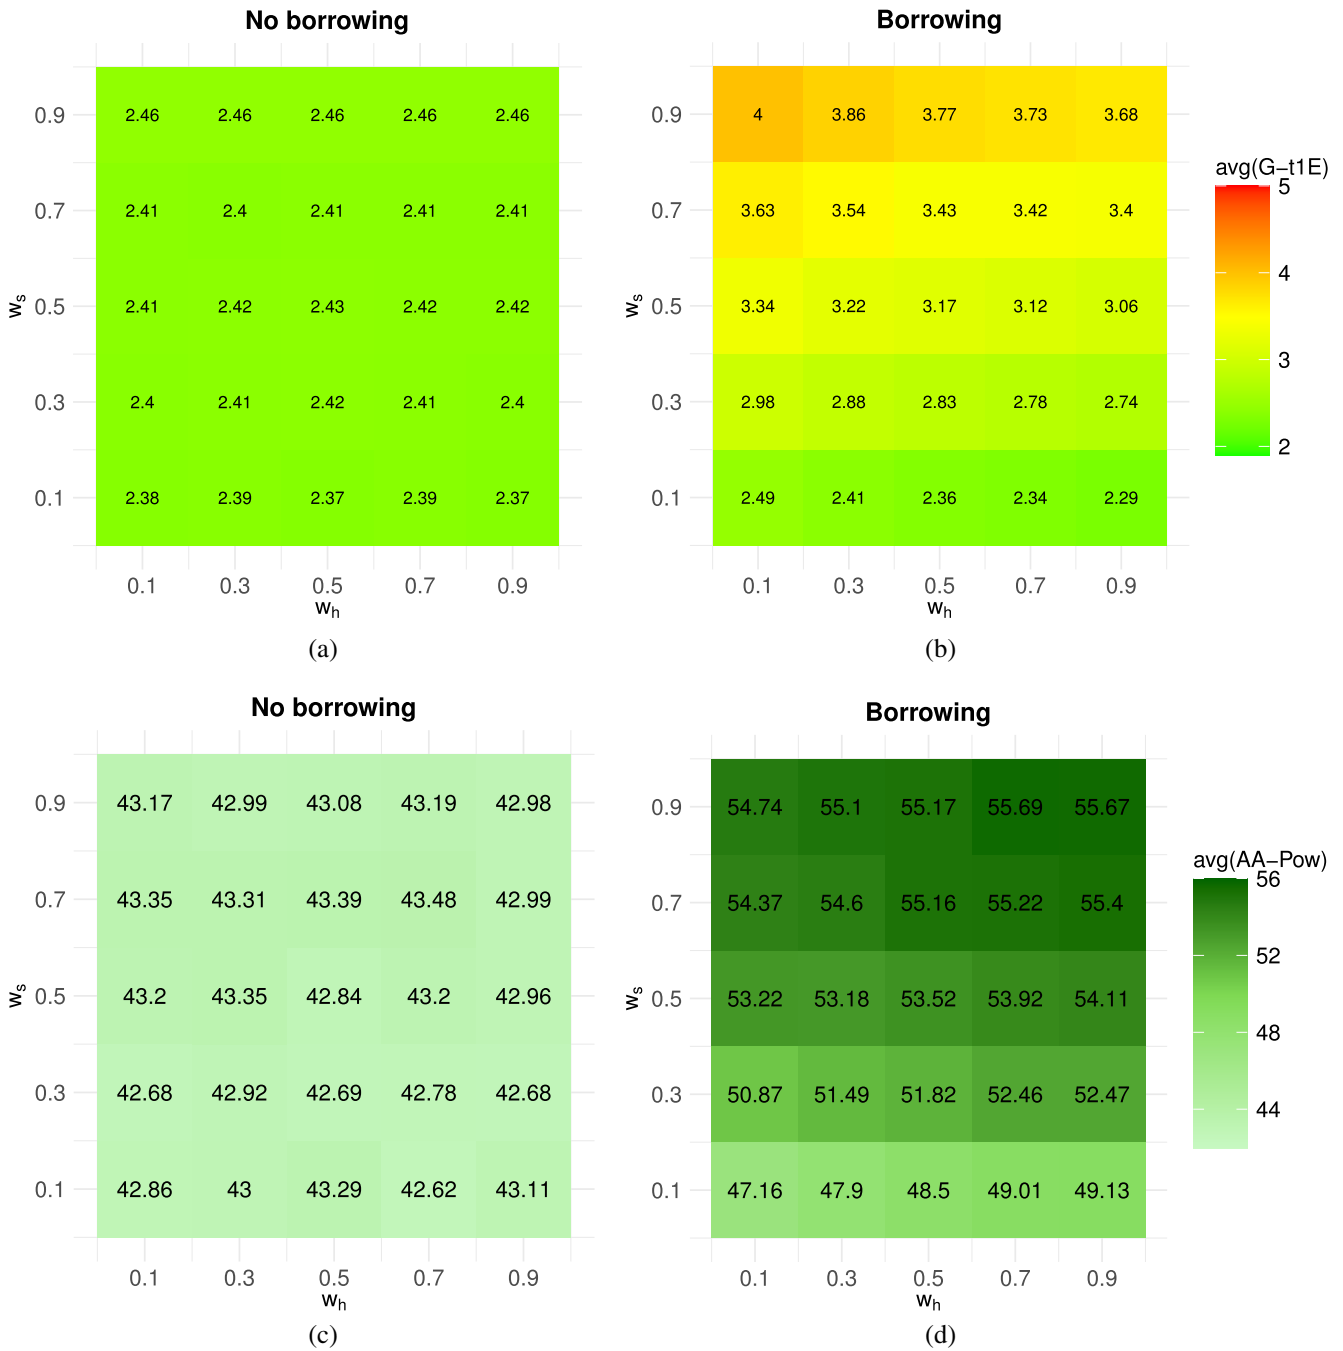 No borrowing
0.9 2.46 2.46 2.46 2.46 2.46
0.7 2.41 2.4 2.41 2.41 2.41
0.5 2.41 2.42 2.43 2.42 2.42
0.3 2.4 2.41 2.42 2.41 2.4
0.1 2.38 2.39 2.37 2.39 2.37
ws
0.1 0.3 0.5 0.7 0.9
wh
(a)
Borrowing
0.9 4 3.86 3.77 3.73 3.68
0.7 3.63 3.54 3.43 3.42 3.4
0.5 3.34 3.22 3.17 3.12 3.06
0.3 2.98 2.88 2.83 2.78 2.74
0.1 2.49 2.41 2.36 2.34 2.29
ws
0.1 0.3 0.5 0.7 0.9
wh
(b)
avg(G−t1E)
5
4
3
2
No borrowing
0.9 43.17 42.99 43.08 43.19 42.98
0.7 43.35 43.31 43.39 43.48 42.99
0.5 43.2 43.35 42.84 43.2 42.96
0.3 42.68 42.92 42.69 42.78 42.68
0.1 42.86 43 43.29 42.62 43.11
ws
0.1 0.3 0.5 0.7 0.9
wh
(c)
Borrowing
0.9 54.74 55.1 55.17 55.69 55.67
0.7 54.37 54.6 55.16 55.22 55.4
0.5 53.22 53.18 53.52 53.92 54.11
0.3 50.87 51.49 51.82 52.46 52.47
0.1 47.16 47.9 48.5 49.01 49.13
ws
0.1 0.3 0.5 0.7 0.9
wh
(d)
avg(AA−Pow)
56
52
48
44